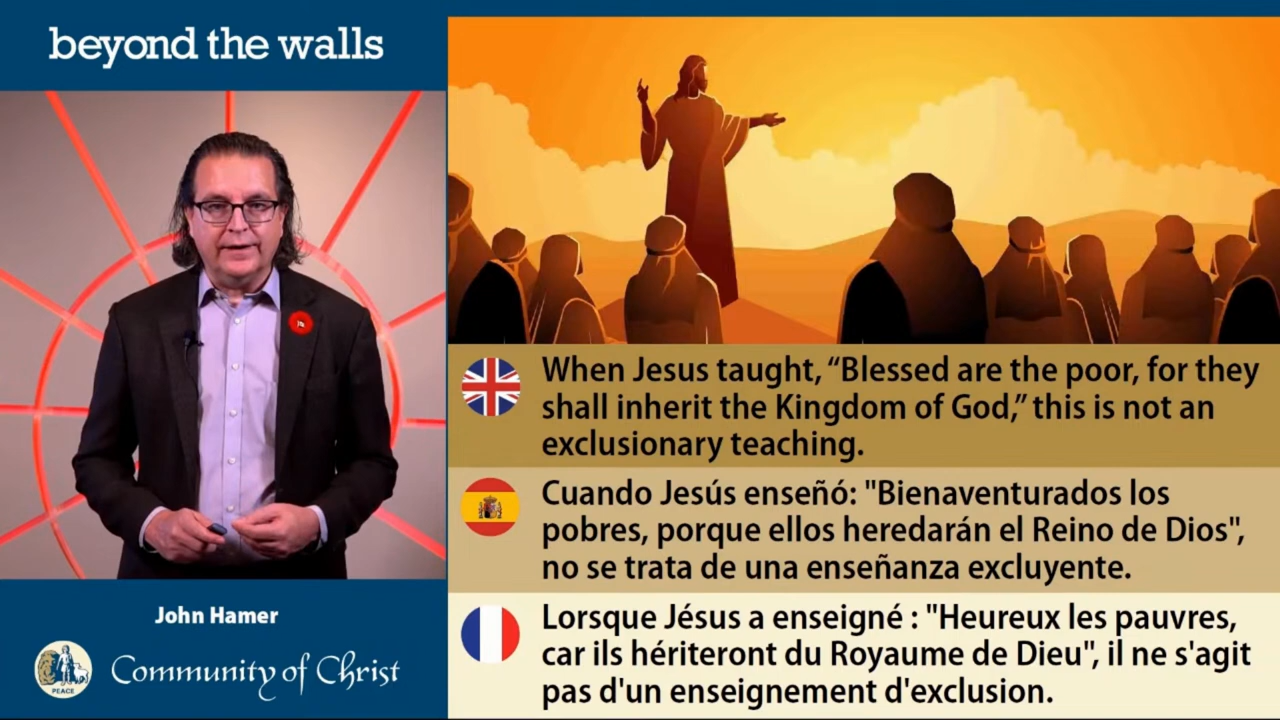 beyond the walls
John Hamer
Community of Christ
PEACE
When Jesus taught, “Blessed are the poor, for they
shall inherit the Kingdom of God,” this is not an
exclusionary teaching.
Cuando Jesús enseñó: "Bienaventurados los
pobres, porque ellos heredarán el Reino de Dios",
no se trata de una enseñanza excluyente.
Lorsque Jésus a enseigné : "Heureux les pauvres,
car ils hériteront du Royaume de Dieu", il ne s'agit
pas d'un enseignement d'exclusion.